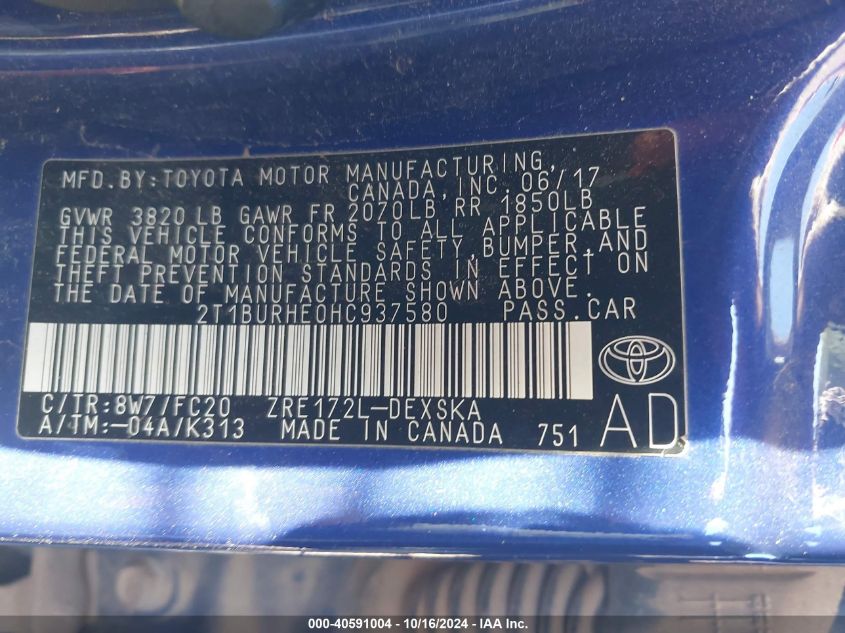 MFD.BY:TOYOTA MOTOR MANUFACTURING,
CANADA,INC. 06/17
GVWR 3820 LB GAWR FR 2070LB RR 1850LB
THIS VEHICLE CONFORMS TO ALL APPLICABLE
FEDERAL MOTOR VEHICLE SAFETY,BUMPER,AND
THEFT PREVENTION STANDARDS IN EFFECT ON
THE DATE OF MANUFACTURE SHOWN ABOVE.
2T1BURHE0HC937580 PASS.CAR
C/TR:8W7/FC20 ZRE172L-DEXSKA
A/TM:-04A/K313 MADE IN CANADA 751 AD
000-40591004 - 10/16/2024 - IAA Inc.